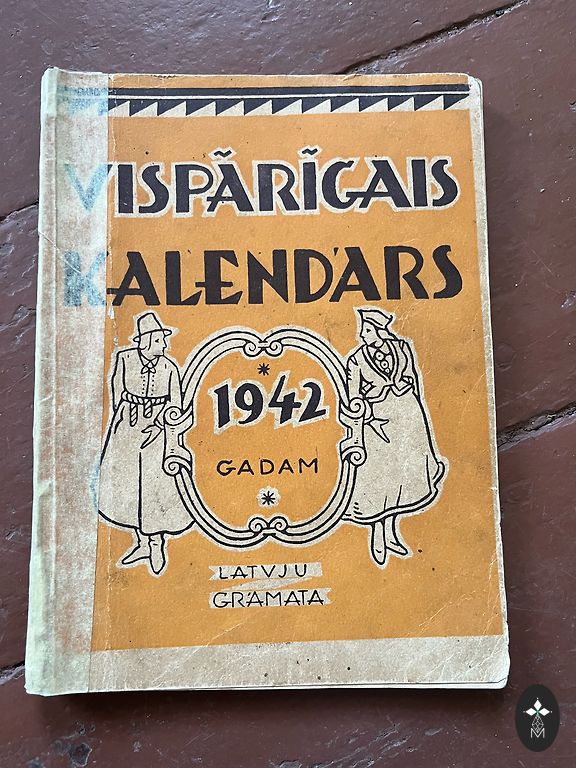 VISPĀRĪGAIS
KALENDĀRS
1942
GADAM
LATVJU
GRĀMATA
M